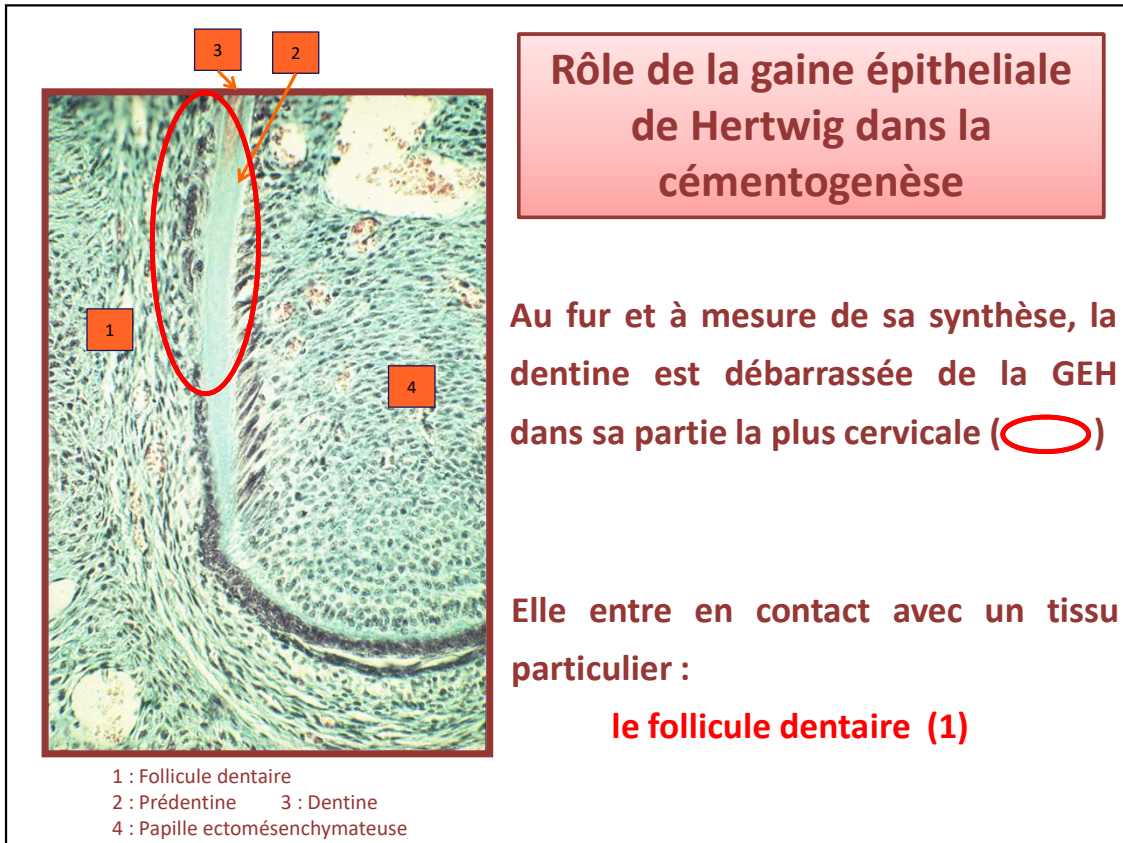 3
2
1
4
1 : Follicule dentaire
2 : Prédentine 3 : Dentine
4 : Papille ectomésenchymateuse
Rôle de la gaine épitheliale
de Hertwig dans la
cémentogenèse
Au fur et à mesure de sa synthèse, la
dentine est débarrassée de la GEH
dans sa partie la plus cervicale ( )
Elle entre en contact avec un tissu
particulier :
le follicule dentaire (1)